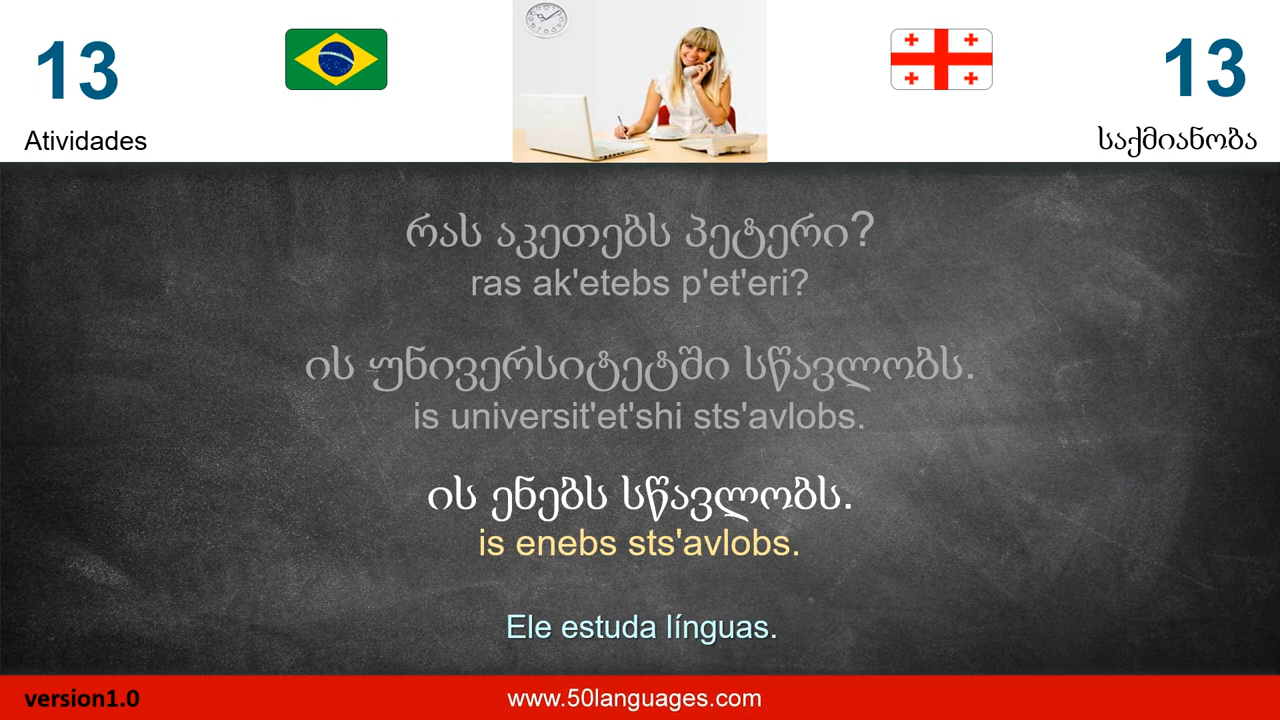 13
13
Atividades
საქმიანობა
რას აკეთებს პეტერი?
ras ak'etebs p'et'eri?
ის უნივერსიტეტში სწავლობს.
is universit'et'shi sts'avlobs.
ის ენებს სწავლობს.
is enebs sts'avlobs.
Ele estuda línguas.
version1.0
www.50languages.com